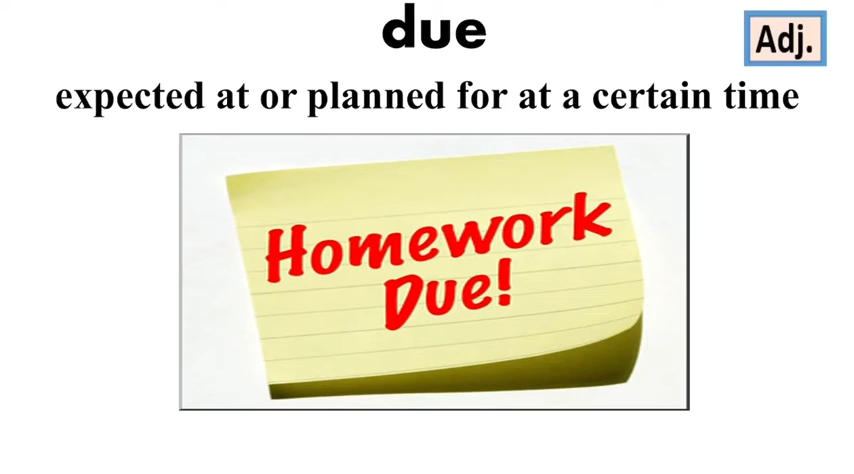 due
Adj.
expected at or planned for at a certain time
Homework
Due!